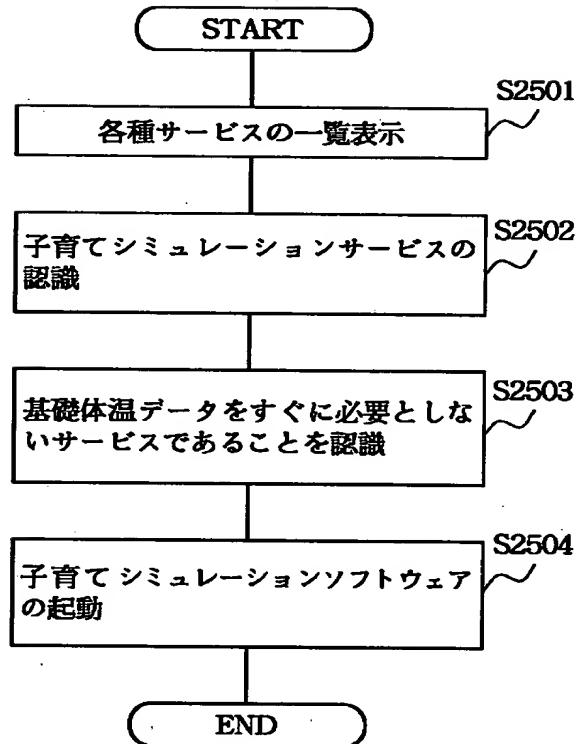 START
S2501
各種サービスの一覧表示
S2502
子育てシミュレーションサービスの
認識
S2503
基礎体温データをすぐに必要としな
いサービスであることを認識
S2504
子育てシミュレーションソフトウェア
の起動
END